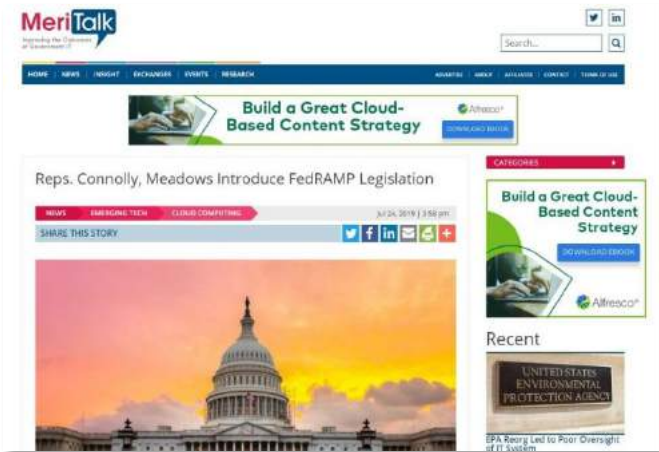 MeriTalk
Improving the Outcomes
of Government IT
Search...
HOME | NEWS | INSIGHT | EXCHANGES | EVENTS | RESEARCH
ADVERTISE | ABOUT | AFFILIATES | CONTACT | TERMS OF USE
Build a Great Cloud-
Based Content Strategy
Alfresco
DOWNLOAD EBOOK
CATEGORIES
Reps. Connolly, Meadows Introduce FedRAMP Legislation
NEWS EMERGING TECH CLOUD COMPUTING
Jul 24, 2019 | 3:58 pm
SHARE THIS STORY
Build a Great Cloud-
Based Content
Strategy
DOWNLOAD EBOOK
Alfresco
Recent
UNITED STATES
ENVIRONMENTAL
PROTECTION AGENCY
EPA Reorg Led to Poor Oversight
of IT System